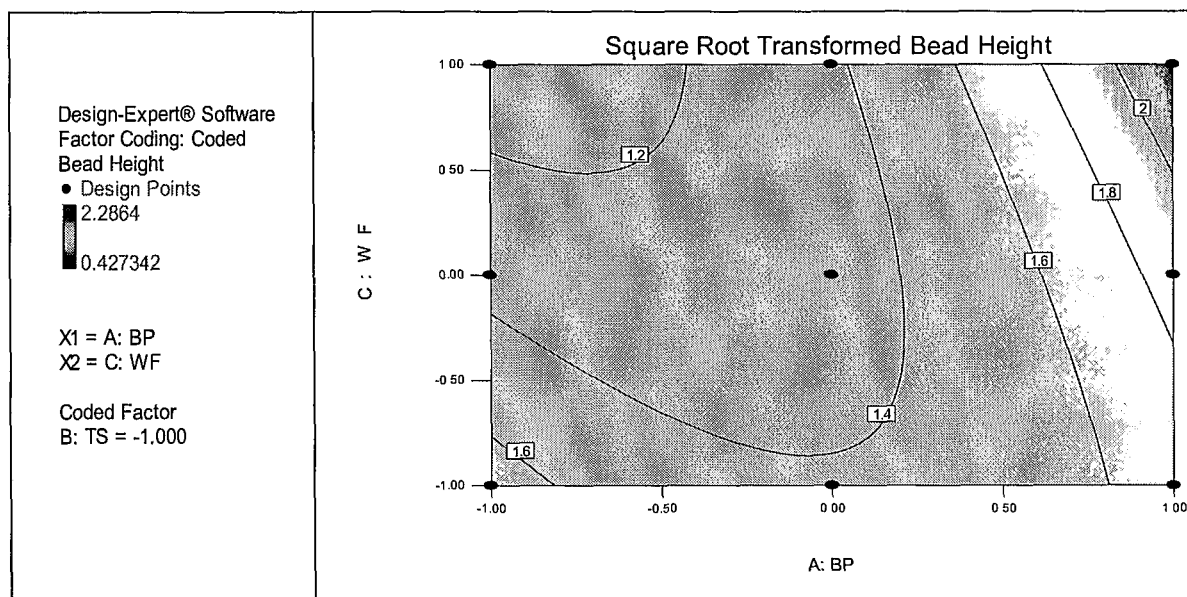 Design-Expert® Software
Factor Coding: Coded
Bead Height
● Design Points
2.2864
0.427342
X1 = A: BP
X2 = C: WF
Coded Factor
B: TS = -1.000
Square Root Transformed Bead Height
C: WF
1 00
0 50
0.00
-0 50
-1.00
-1.00
-0.50
0 00
0 50
1.00
A: BP
1.2
1.4
1.6
1.6
1.8
2